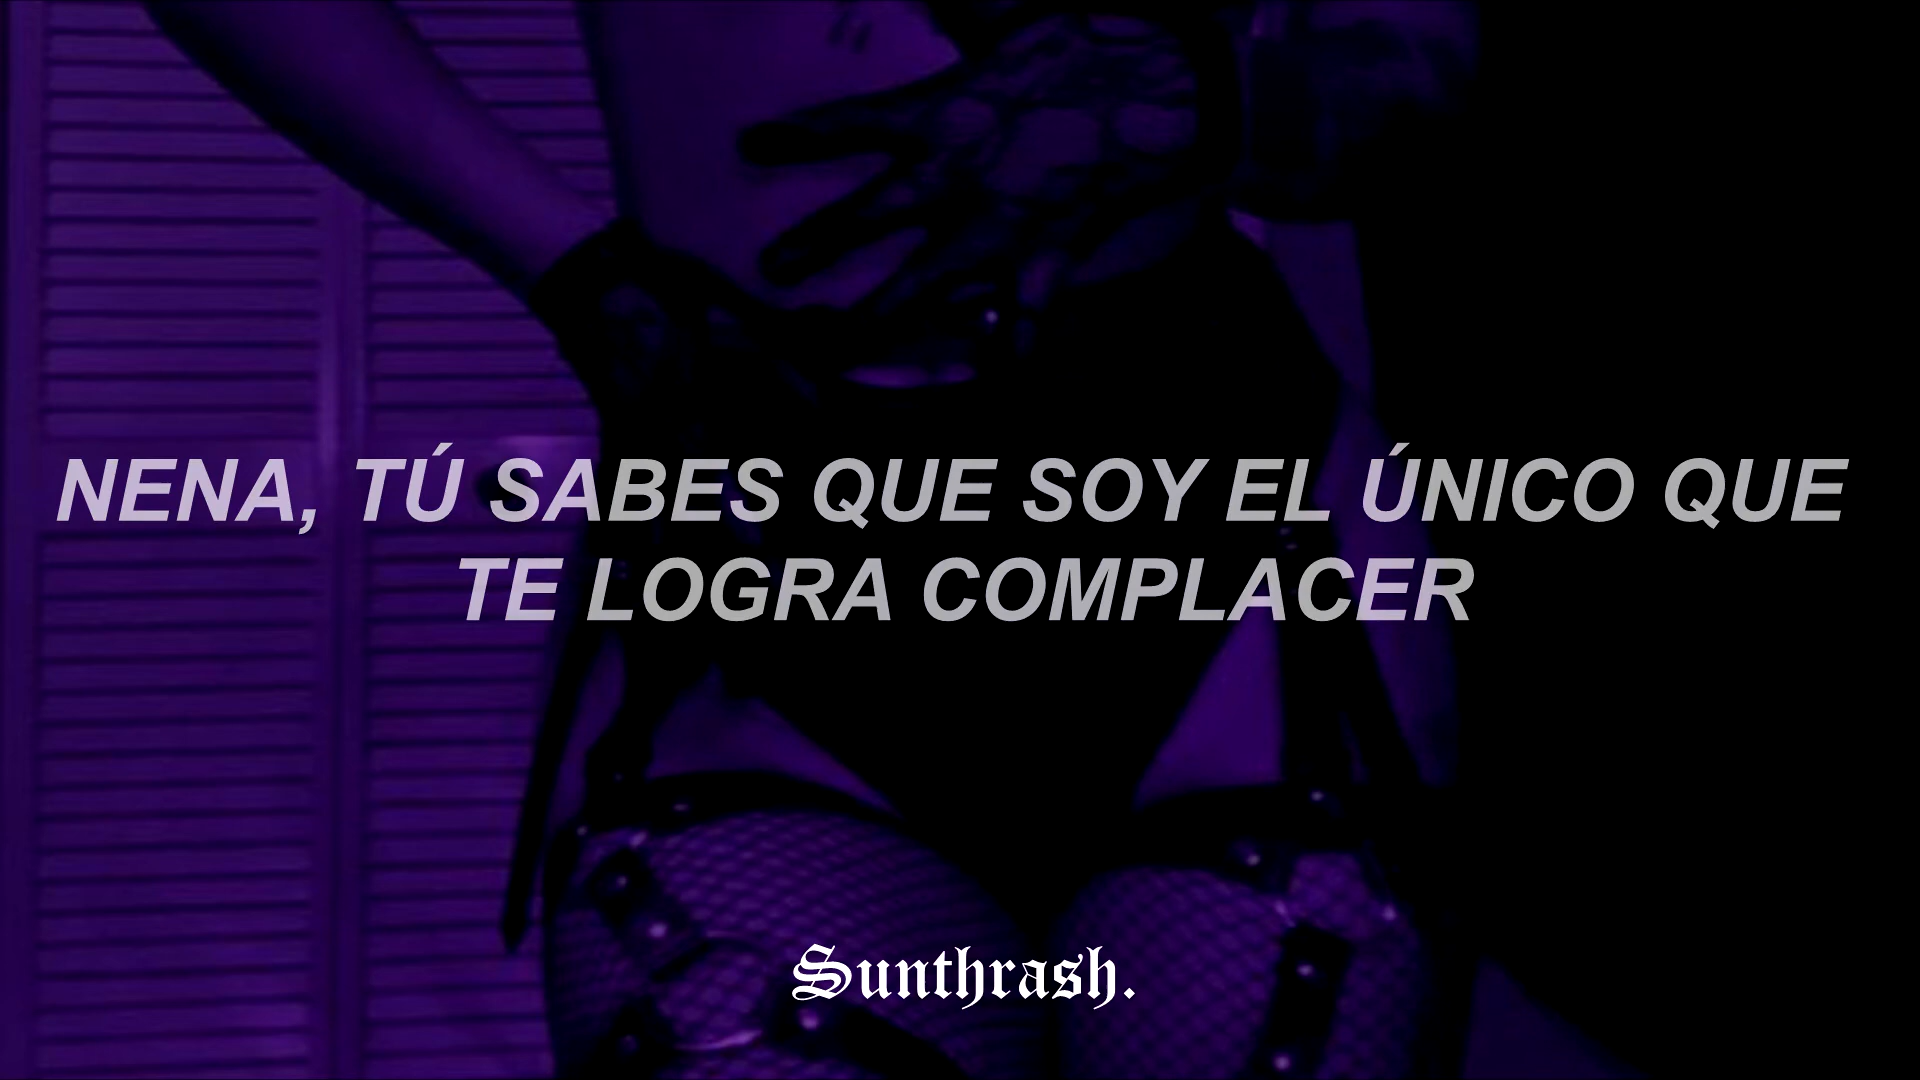 NENA, TÚ SABES QUE SOY EL ÚNICO QUE
TE LOGRA COMPLACER
Sunthrash.